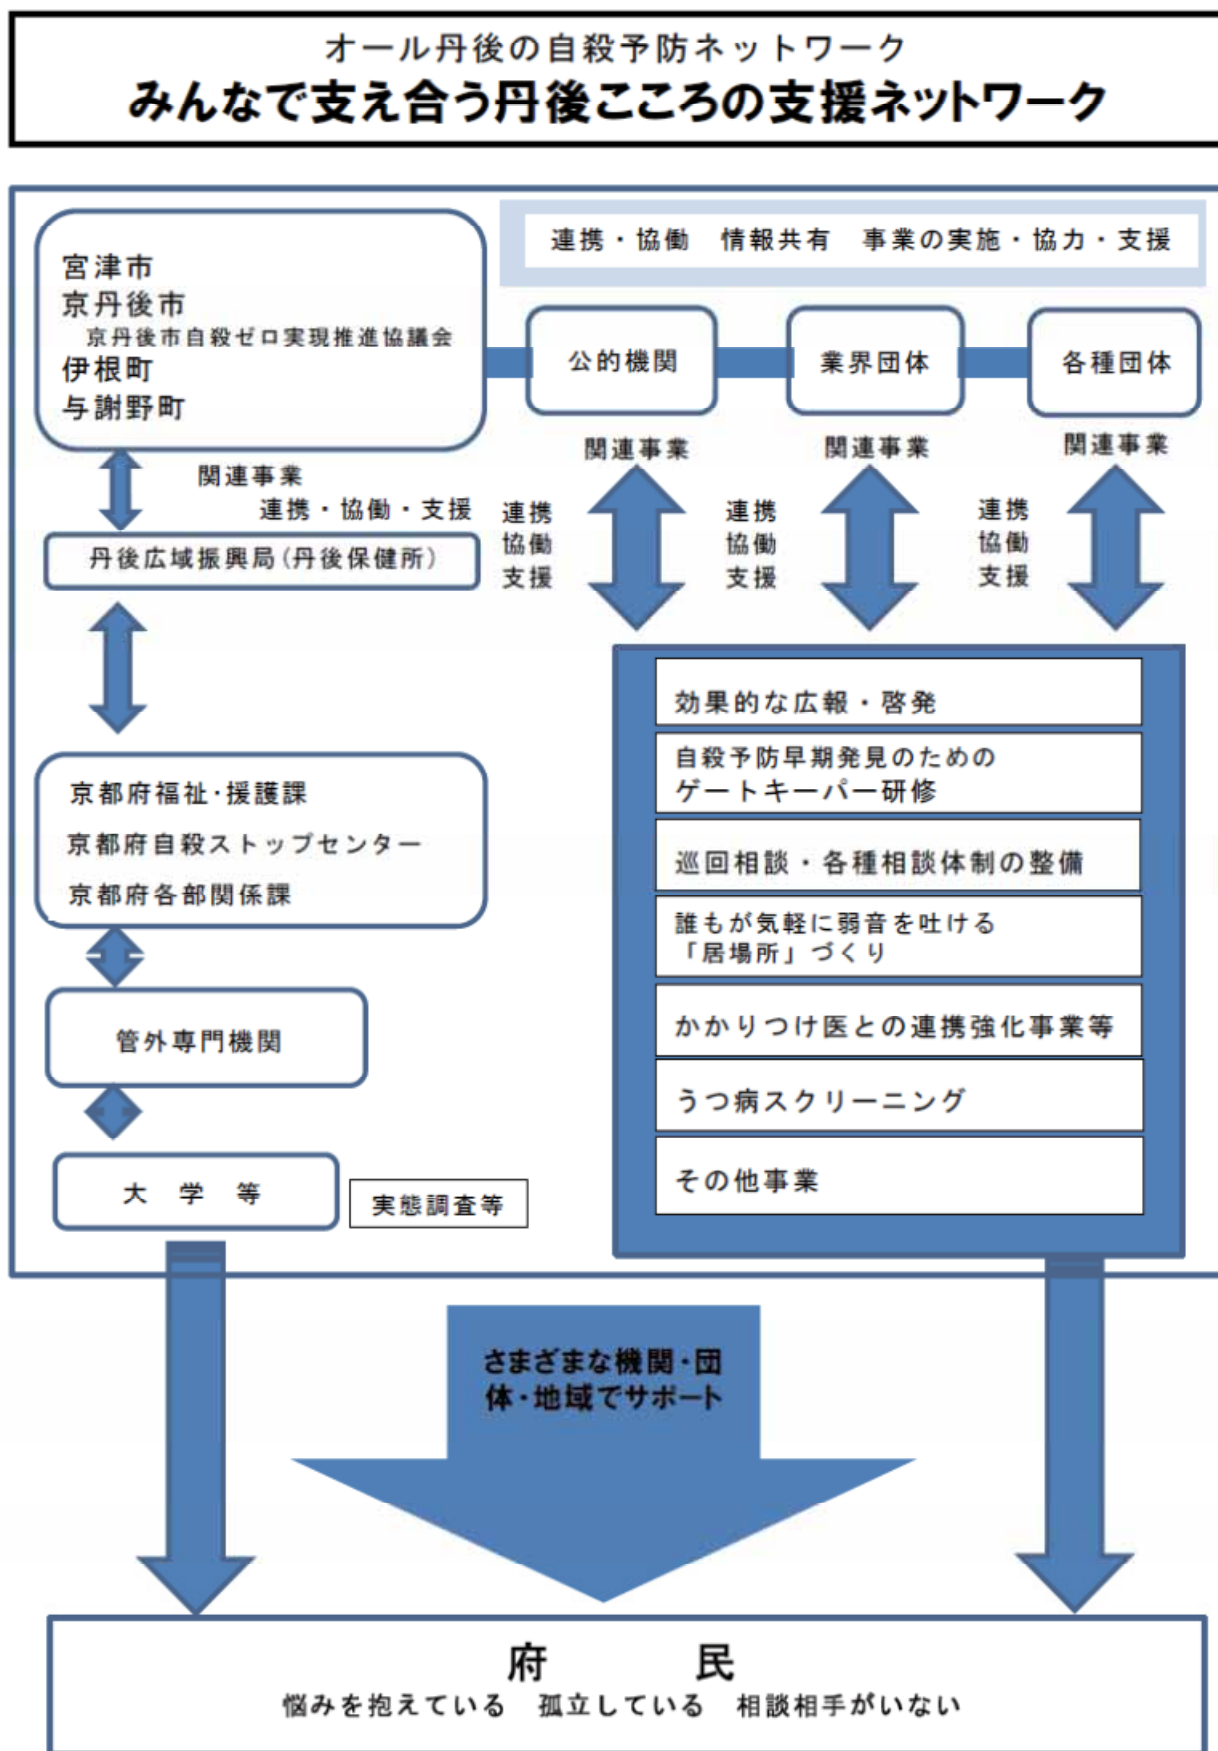 オール丹後の自殺予防ネットワーク
みんなで支え合う丹後こころの支援ネットワーク
連携・協働　情報共有　事業の実施・協力・支援
宮津市
京丹後市
京丹後市自殺ゼロ実現推進協議会
伊根町
与謝野町
公的機関
業界団体
各種団体
関連事業
連携・協働・支援
関連事業
連携
協働
支援
関連事業
連携
協働
支援
関連事業
連携
協働
支援
丹後広域振興局(丹後保健所)
京都府福祉・援護課
京都府自殺ストップセンター
京都府各部関係課
管外専門機関
大　学　等
実態調査等
効果的な広報・啓発
自殺予防早期発見のための
ゲートキーパー研修
巡回相談・各種相談体制の整備
誰もが気軽に弱音を吐ける
「居場所」づくり
かかりつけ医との連携強化事業等
うつ病スクリーニング
その他事業
さまざまな機関・団
体・地域でサポート
府　　民
悩みを抱えている　孤立している　相談相手がいない